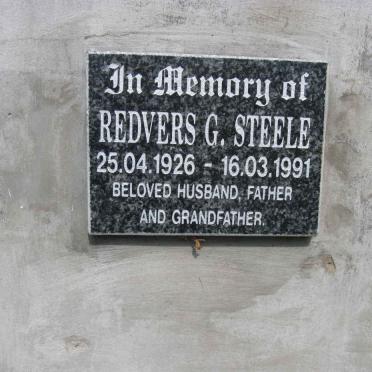 In Memory of
REDVERS G. STEELE
25.04.1926 - 16.03.1991
BELOVED HUSBAND, FATHER
AND GRANDFATHER.